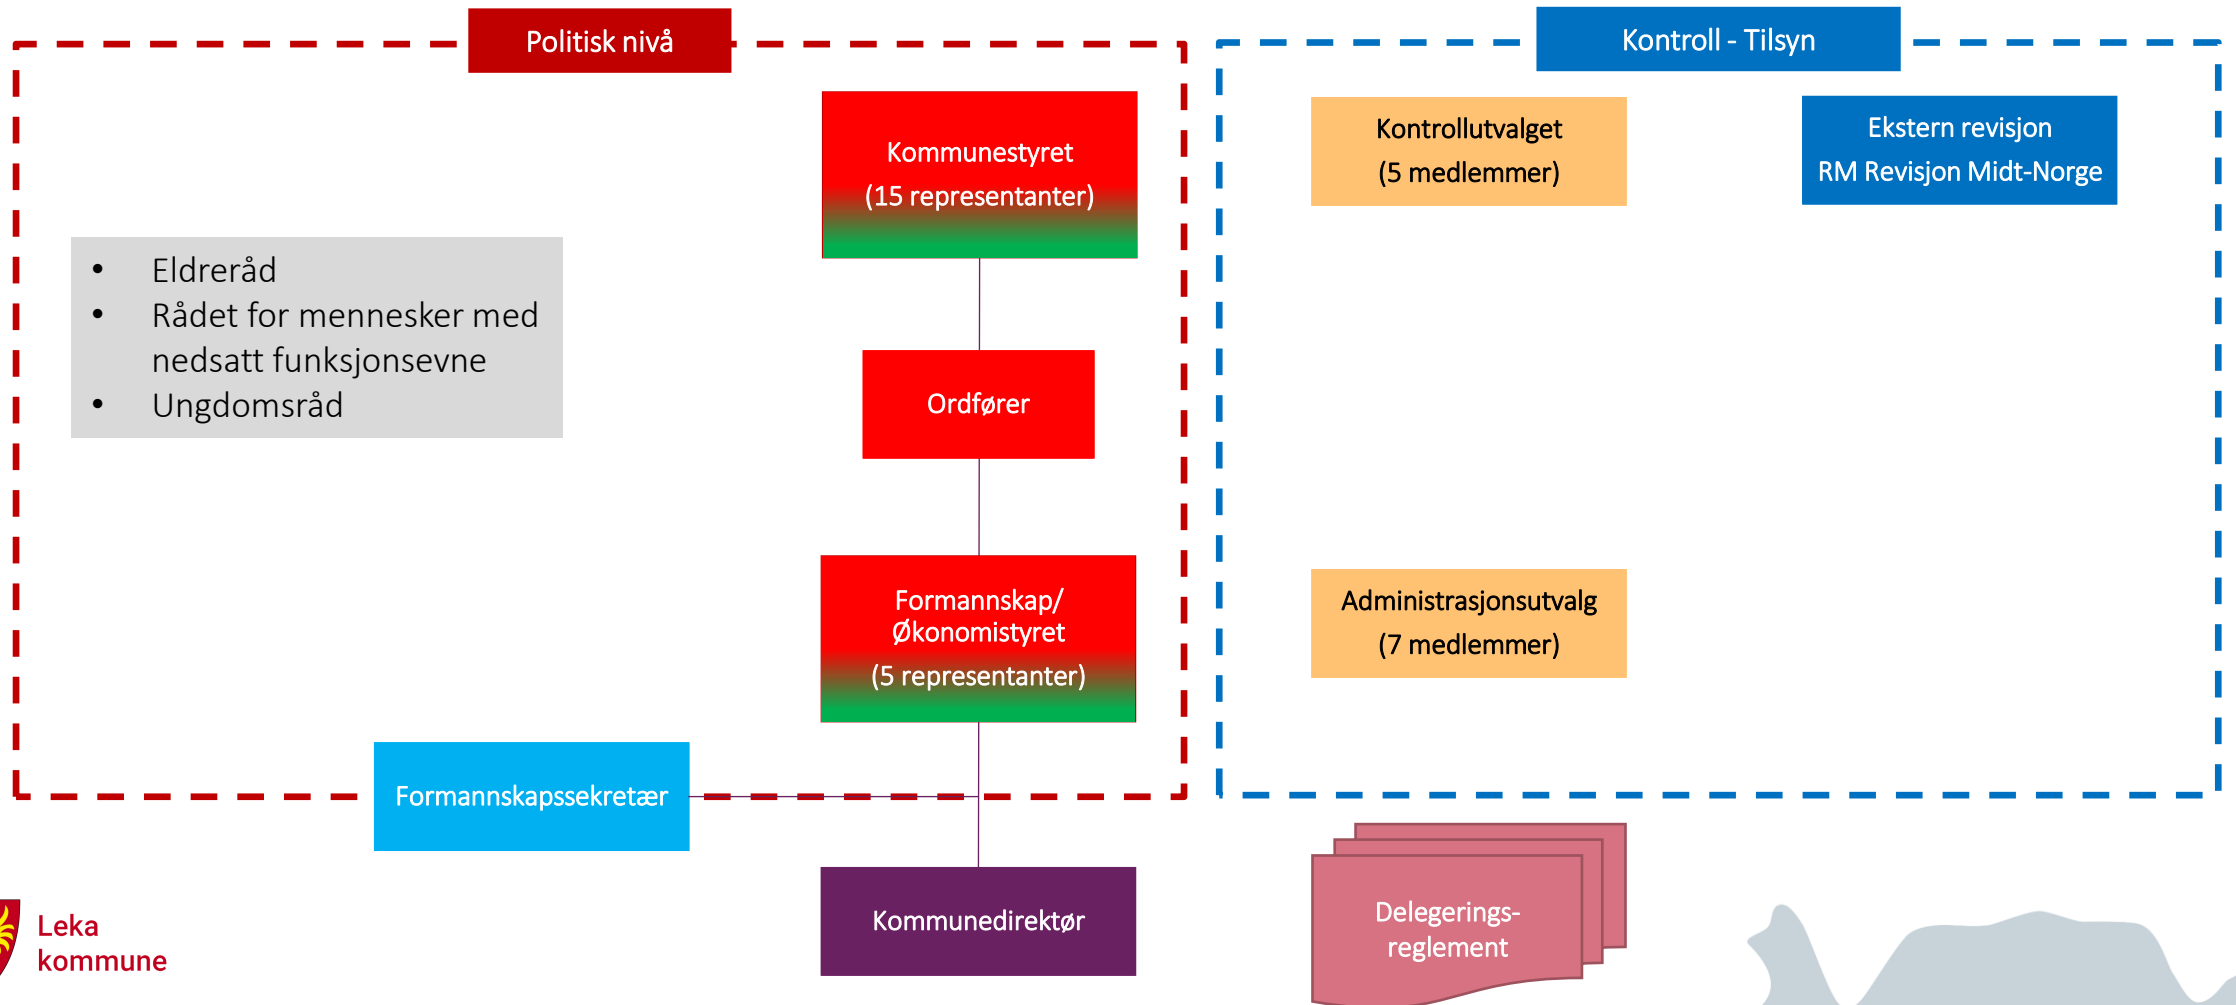 Politisk nivå
Kommunestyret
(15 representanter)
• Eldreråd
• Rådet for mennesker med
nedsatt funksjonsevne
• Ungdomsråd
Ordfører
Formannskap/
Økonomistyret
(5 representanter)
Formannskapssekretær
Kommunedirektør
Kontroll - Tilsyn
Kontrollutvalget
(5 medlemmer)
Ekstern revisjon
RM Revisjon Midt-Norge
Administrasjonsutvalg
(7 medlemmer)
Delegerings-
reglement
Leka
kommune